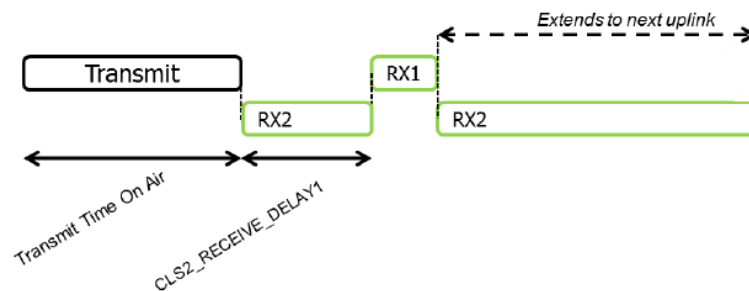 Extends to next uplink
Transmit
RX1
RX2
RX2
Transmit Time On Air
CLS2_RECEIVE_DELAY1